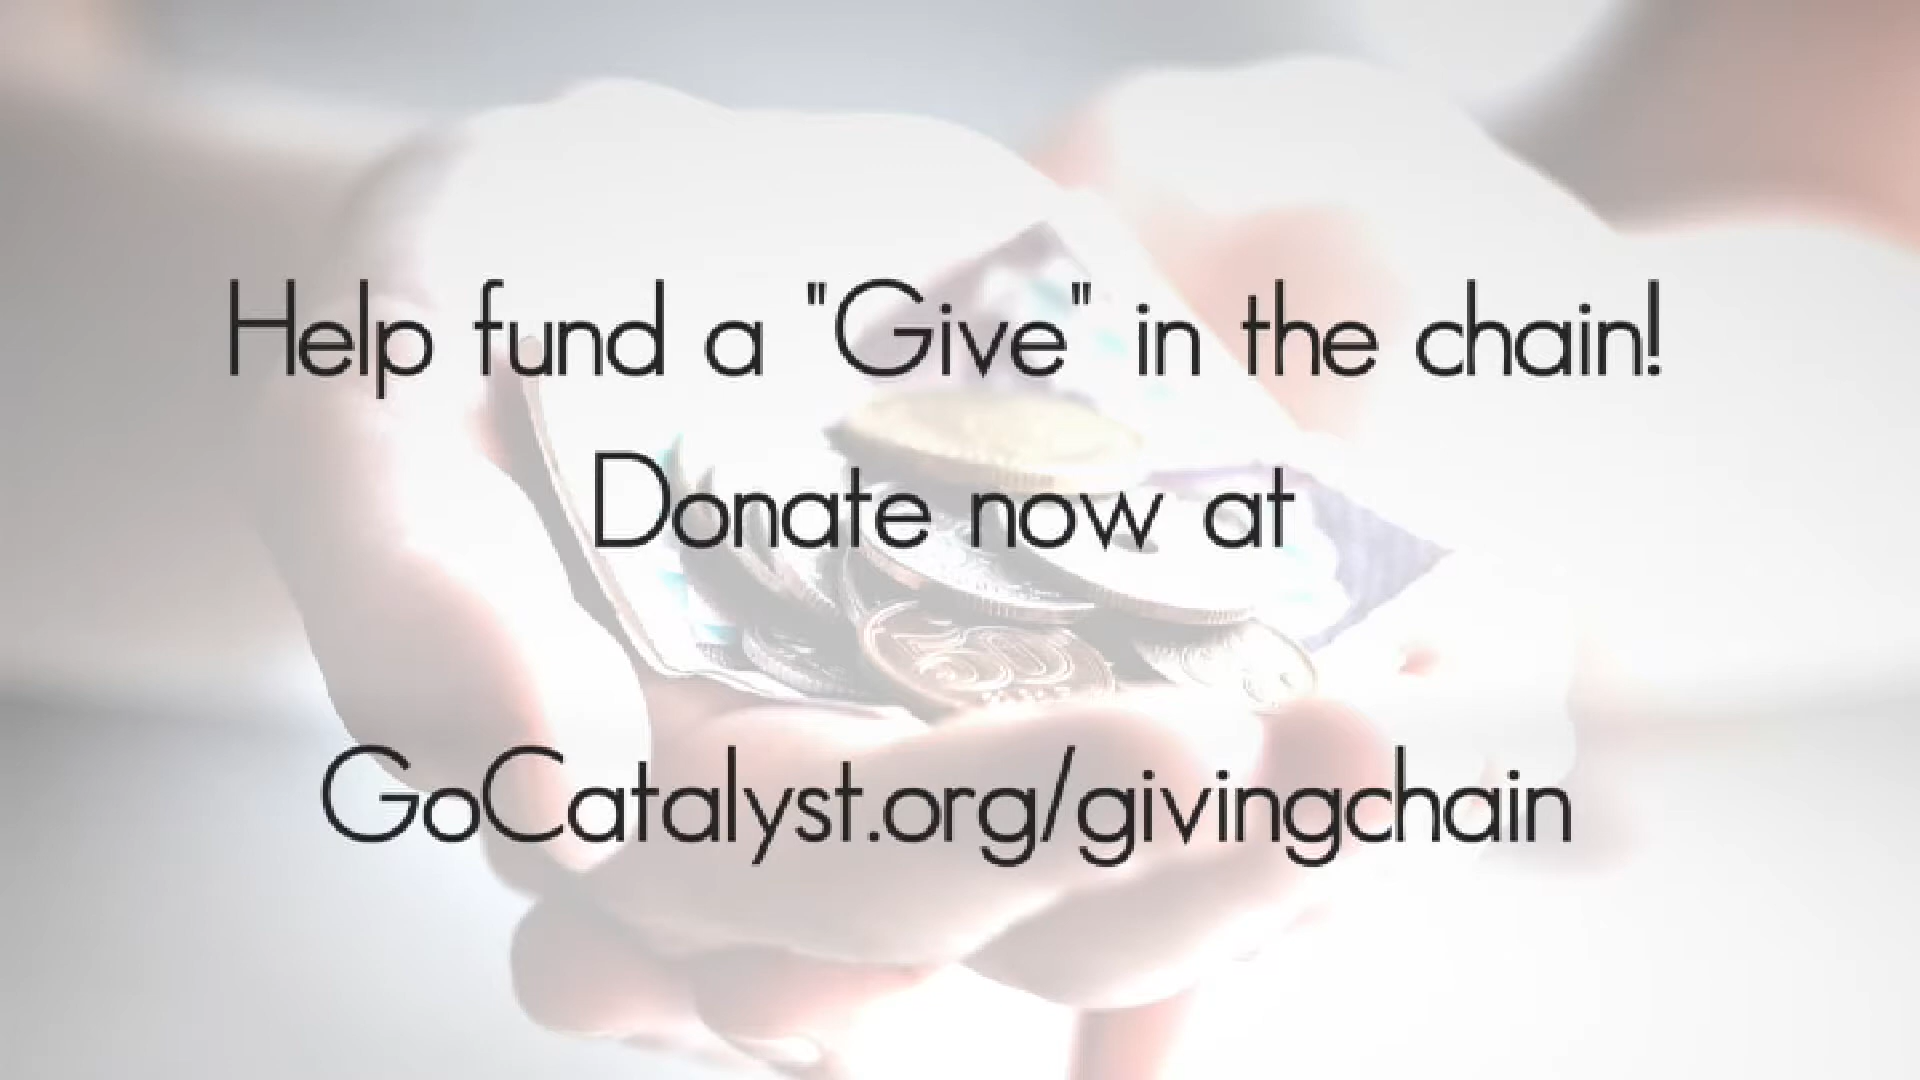 Help fund a "Give" in the chain!
Donate now at
GoCatalyst.org/givingchain